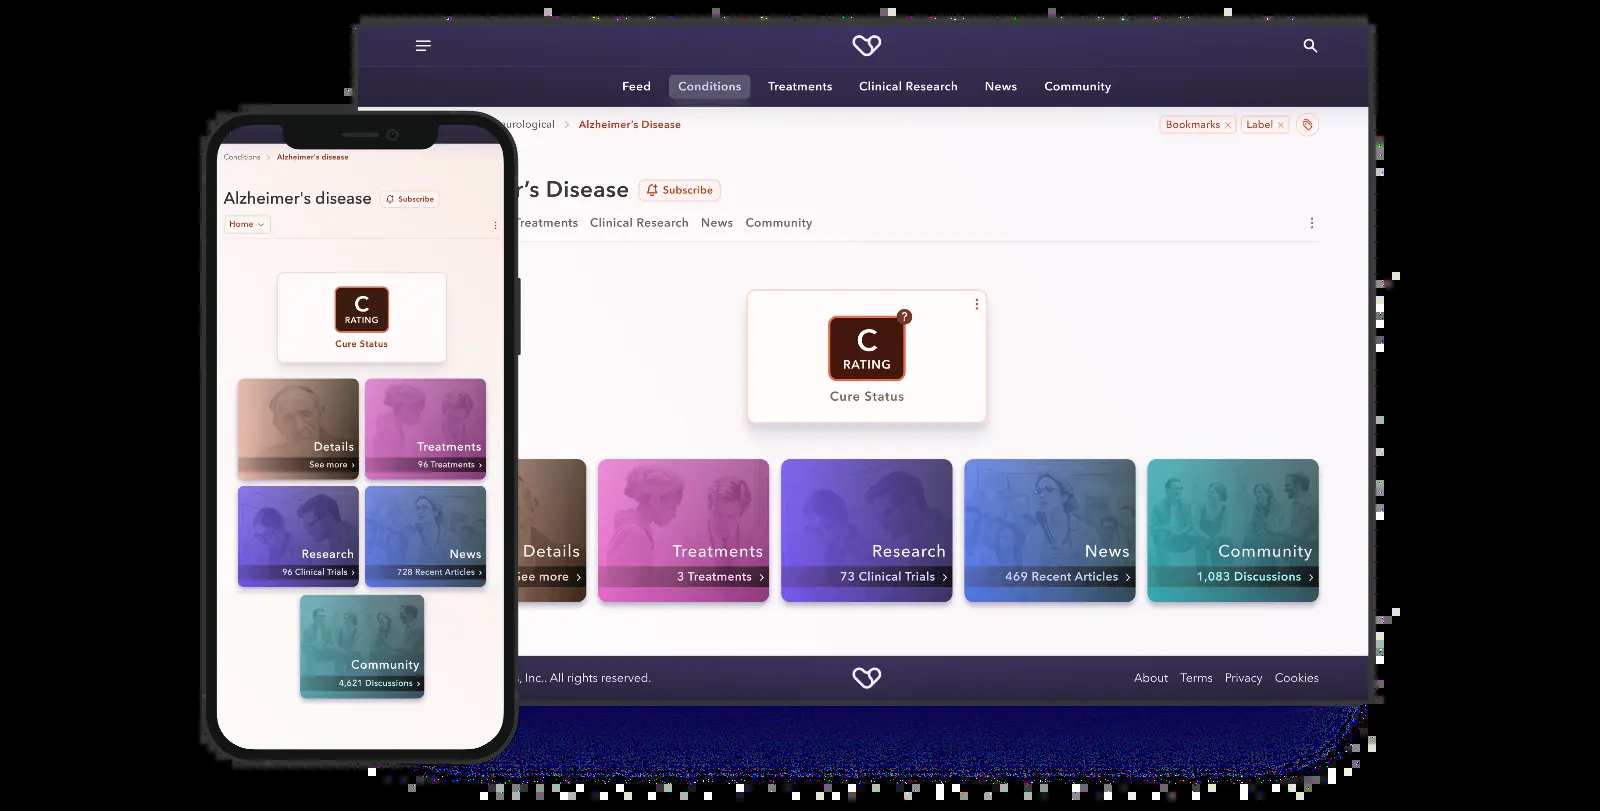 Feed Conditions Treatments Clinical Research News Community
Alzheimer's Disease
Bookmarks × Label ×
Disease Subscribe
Treatments Clinical Research News Community
C
RATING
?
Cure Status
Details
See more ›
Treatments
3 Treatments ›
Research
73 Clinical Trials ›
News
469 Recent Articles ›
Community
1,083 Discussions ›
Inc.. All rights reserved.
About Terms Privacy Cookies
Conditions > Alzheimer's disease
Alzheimer's disease Subscribe
Home
C
RATING
Cure Status
Details
See more ›
Treatments
96 Treatments ›
Research
96 Clinical Trials ›
News
728 Recent Articles ›
Community
4,621 Discussions ›